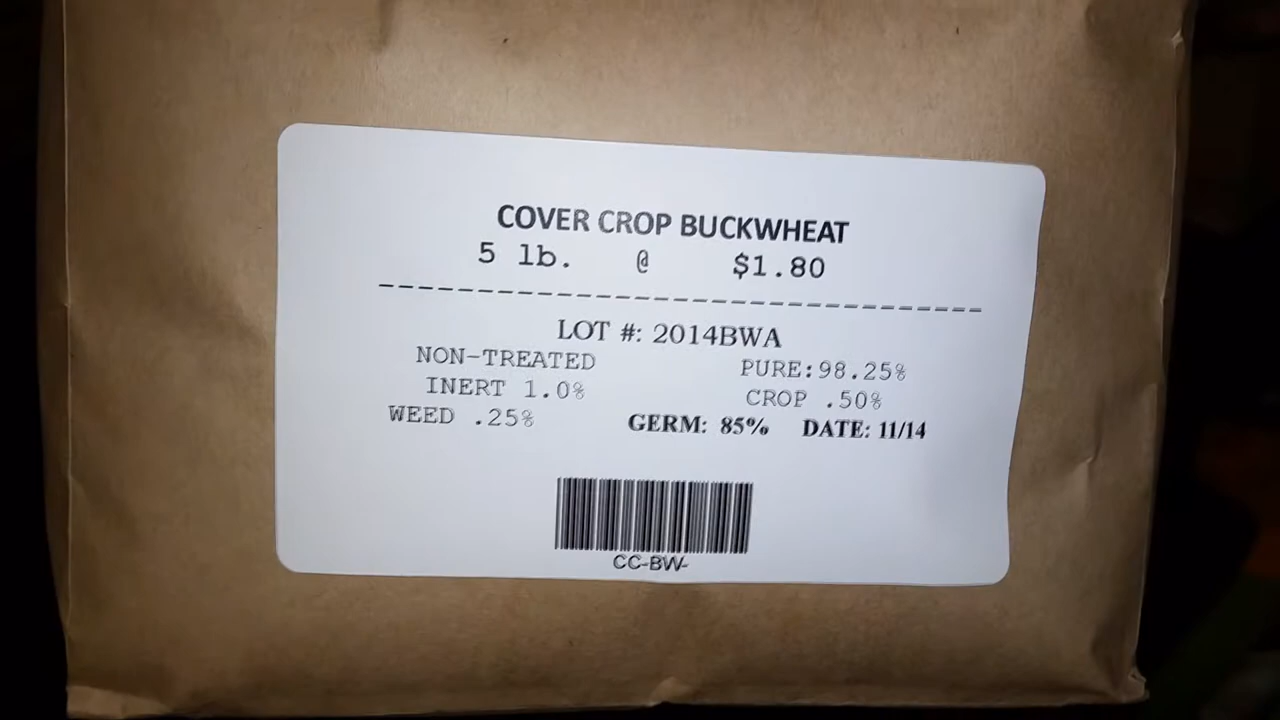 COVER CROP BUCKWHEAT
5 lb. @ $1.80
LOT #: 2014BWA
NON-TREATED PURE:98.25%
INERT 1.0% CROP .50%
WEED .25% GERM: 85% DATE: 11/14
CC-BW-